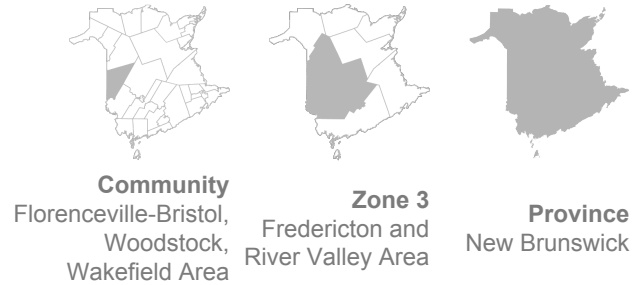 Community
Florenceville-Bristol,
Woodstock,
Wakefield Area
Zone 3
Fredericton and
River Valley Area
Province
New Brunswick